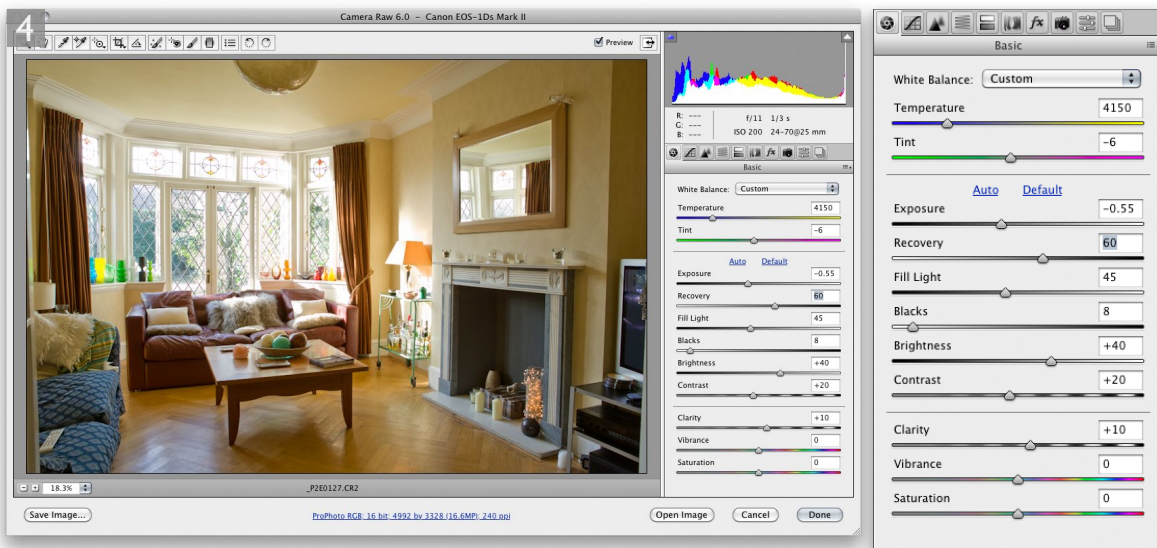 4
Camera Raw 6.0 – Canon EOS-1Ds Mark II
Preview
R: ---
G: ---
B: ---
f/11 1/3 s
ISO 200 24-70@25 mm
fx
Basic
White Balance: Custom
Temperature 4150
Tint -6
Auto Default
Exposure -0.55
Recovery 60
Fill Light 45
Blacks 8
Brightness +40
Contrast +20
Clarity +10
Vibrance 0
Saturation 0
18.3%
_P2E0127.CR2
Save Image...
ProPhoto RGB; 16 bit; 4992 by 3328 (16.6MP); 240 ppi
Open Image Cancel Done
fx
Basic
White Balance: Custom
Temperature 4150
Tint -6
Auto Default
Exposure -0.55
Recovery 60
Fill Light 45
Blacks 8
Brightness +40
Contrast +20
Clarity +10
Vibrance 0
Saturation 0